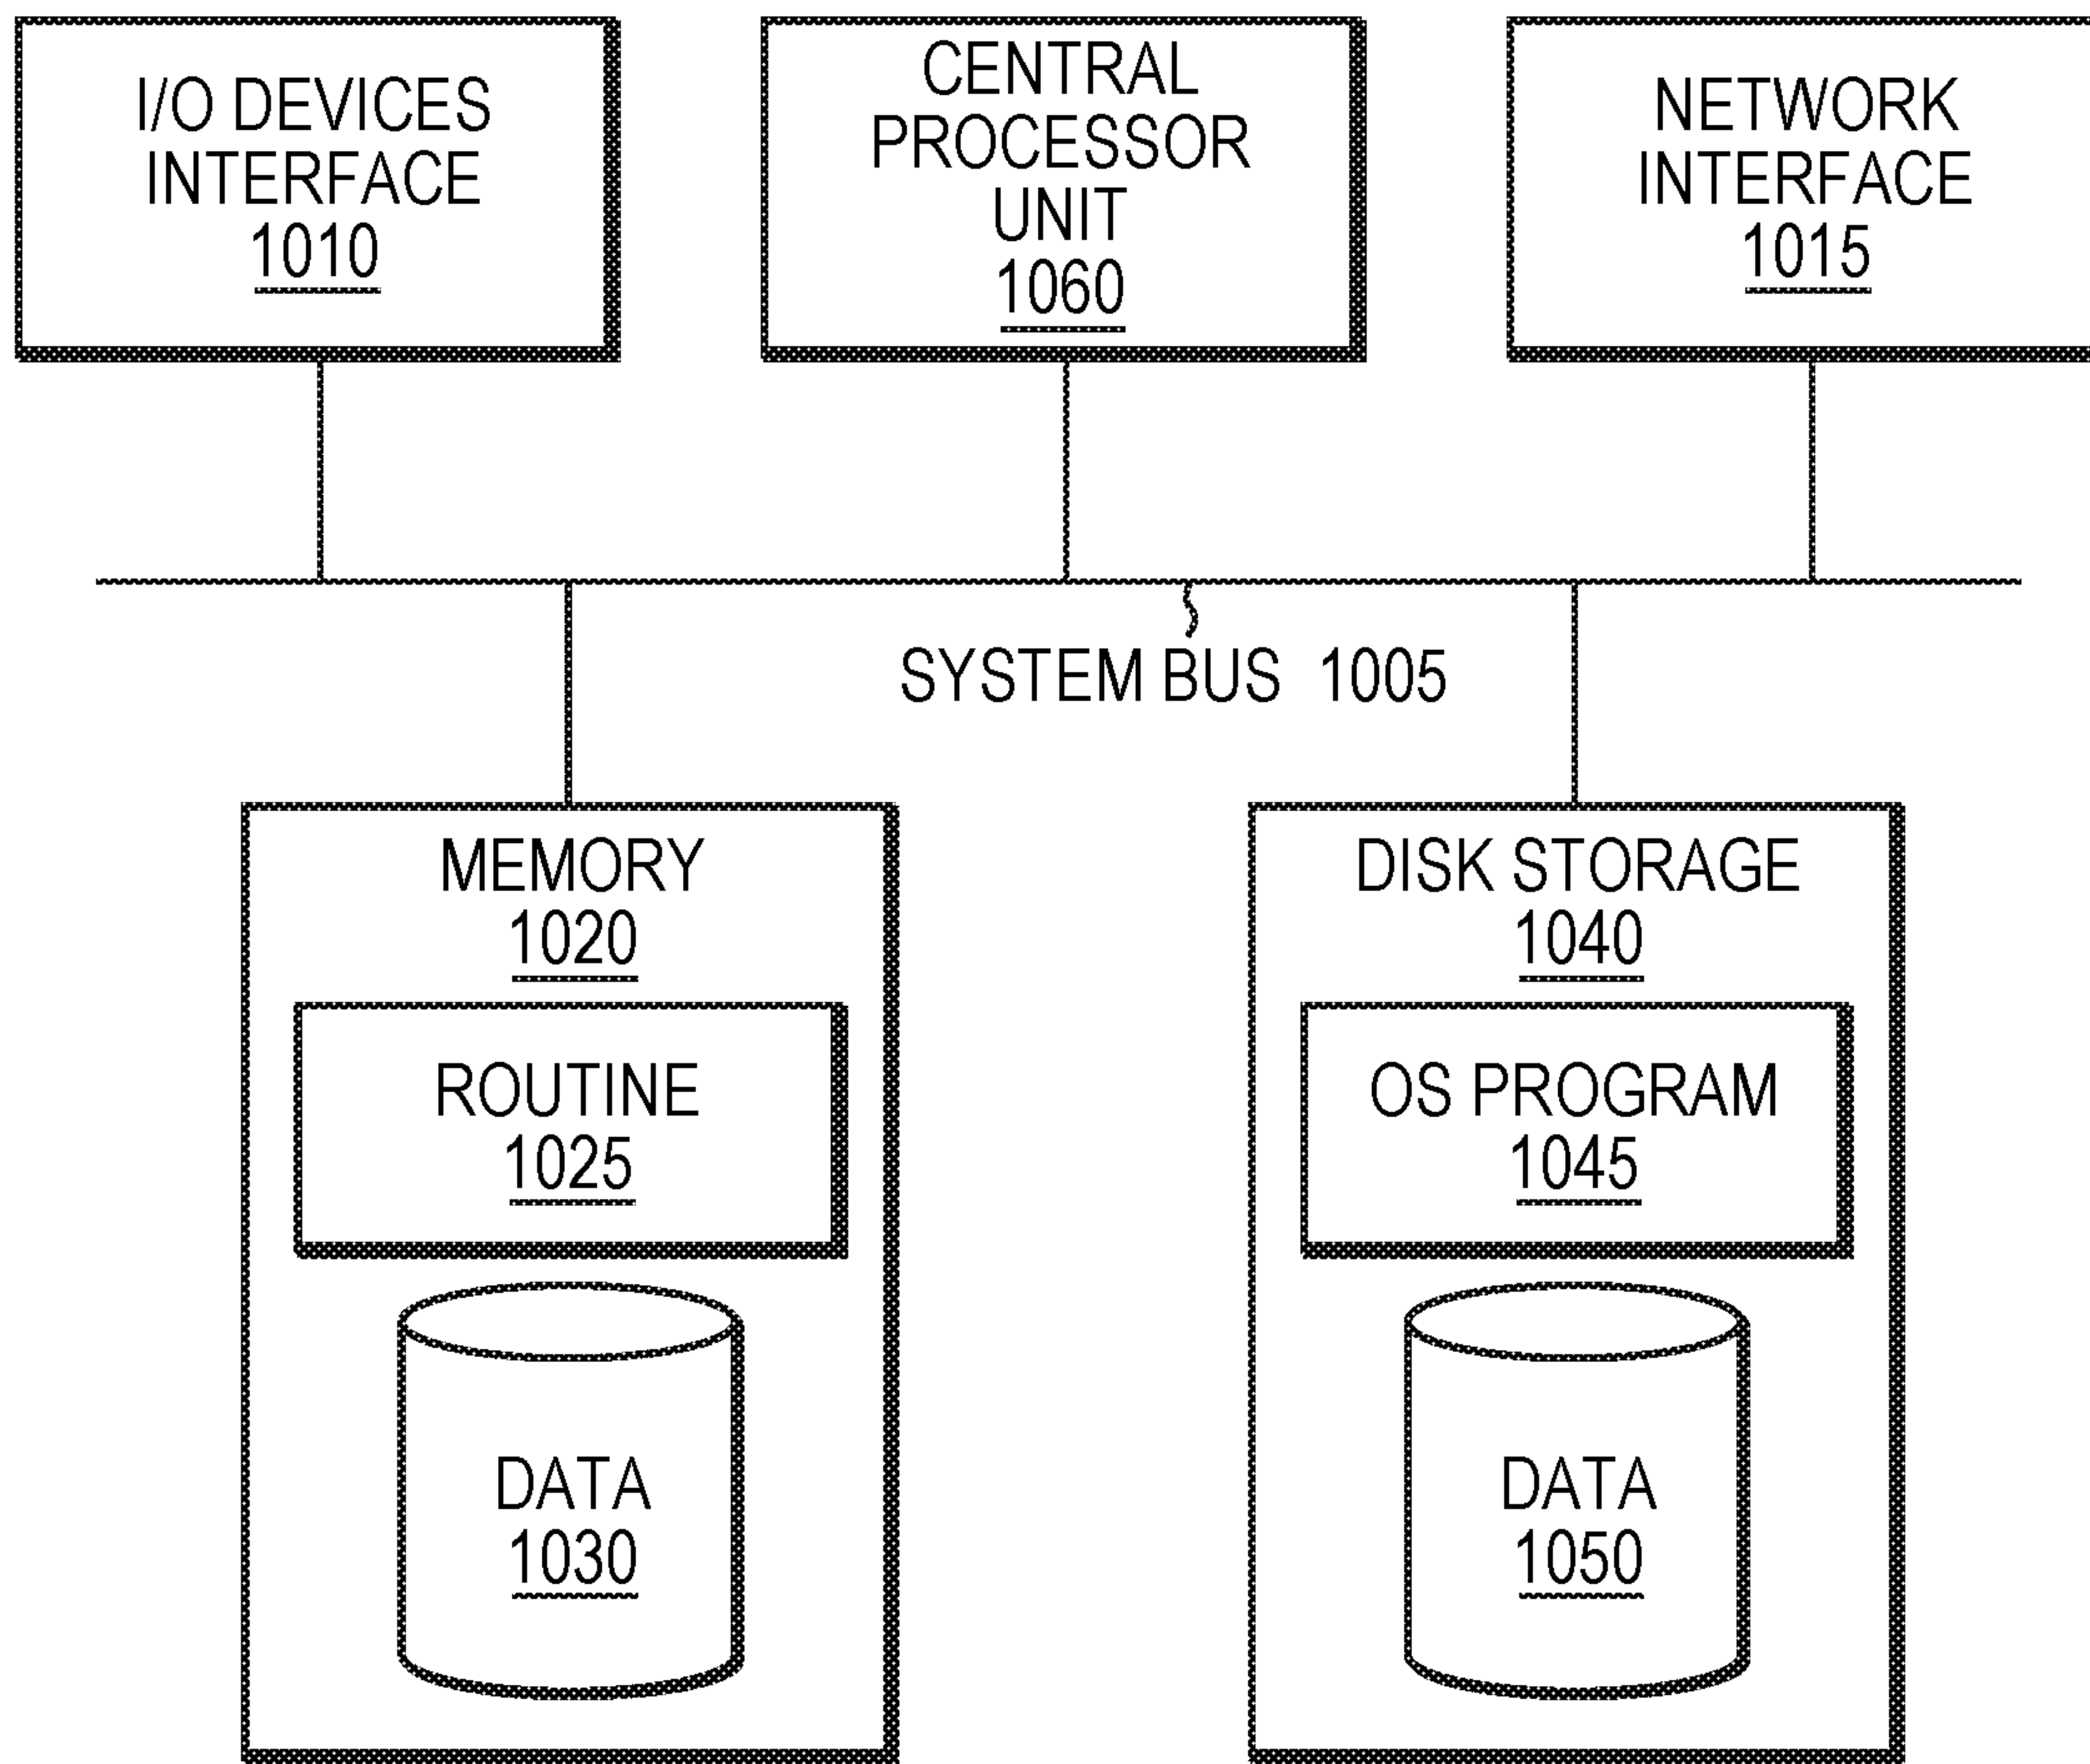 I/O DEVICES
INTERFACE
1010
CENTRAL
PROCESSOR
UNIT
1060
NETWORK
INTERFACE
1015
SYSTEM BUS 1005
MEMORY
1020
ROUTINE
1025
DATA
1030
DISK STORAGE
1040
OS PROGRAM
1045
DATA
1050